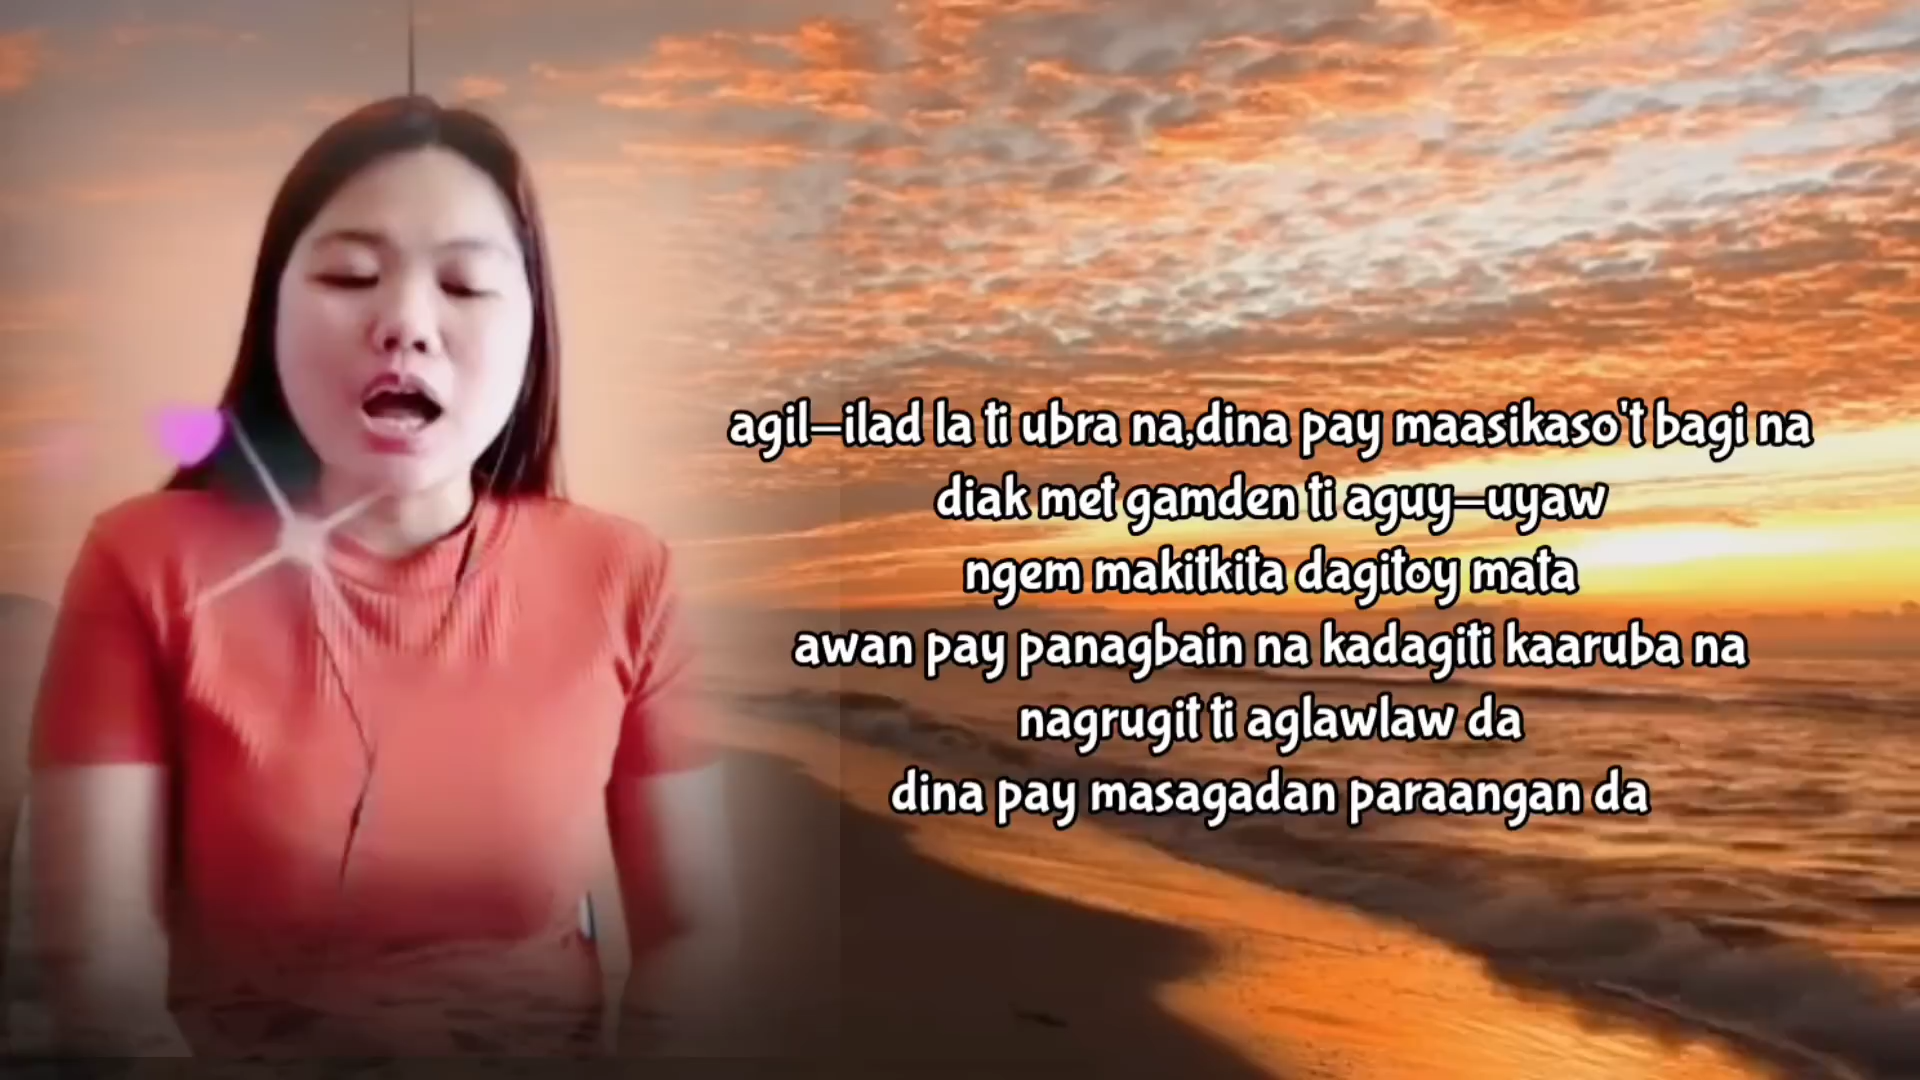 agil-ilad la ti ubra na,dina pay maasikaso't bagi na
diak met gamden ti aguy-uyaw
ngem makitkita dagitoy mata
awan pay panagbain na kadagiti kaaruba na
nagrugit ti aglawlaw da
dina pay masagadan paraangan da